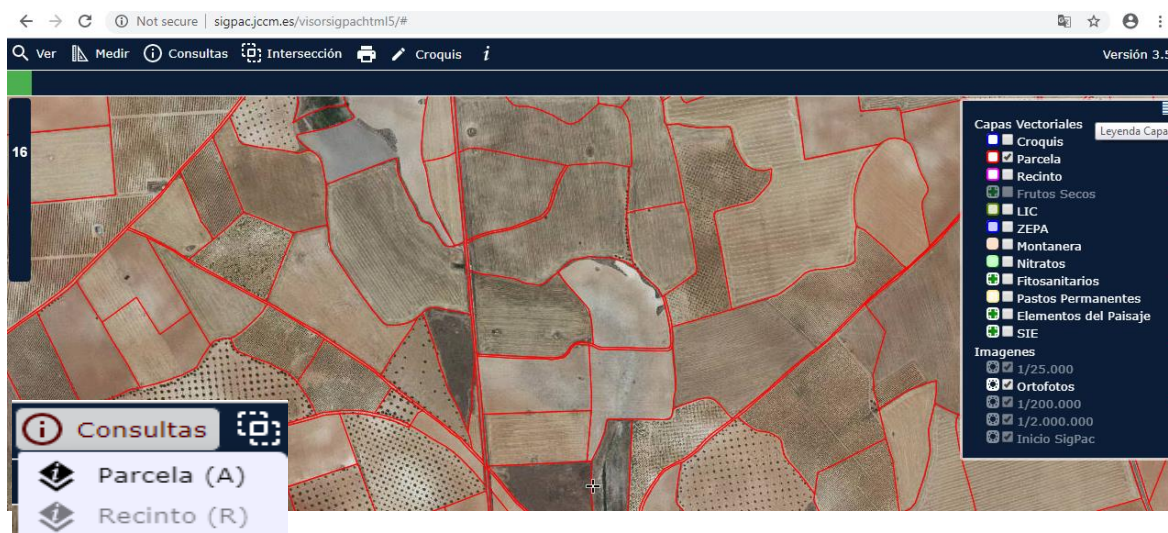 Not secure | sigpac.jccm.es/visorsigpachtml5/#
Ver Medir Consultas Intersección Croquis i Versión 3.5
16
Leyenda Capa
Capas Vectoriales
Croquis
Parcela
Recinto
Frutos Secos
LIC
ZEPA
Montanera
Nitratos
Fitosanitarios
Pastos Permanentes
Elementos del Paisaje
SIE
Imagenes
1/25.000
Ortofotos
1/200.000
1/2.000.000
Inicio SigPac
Consultas
Parcela (A)
Recinto (R)